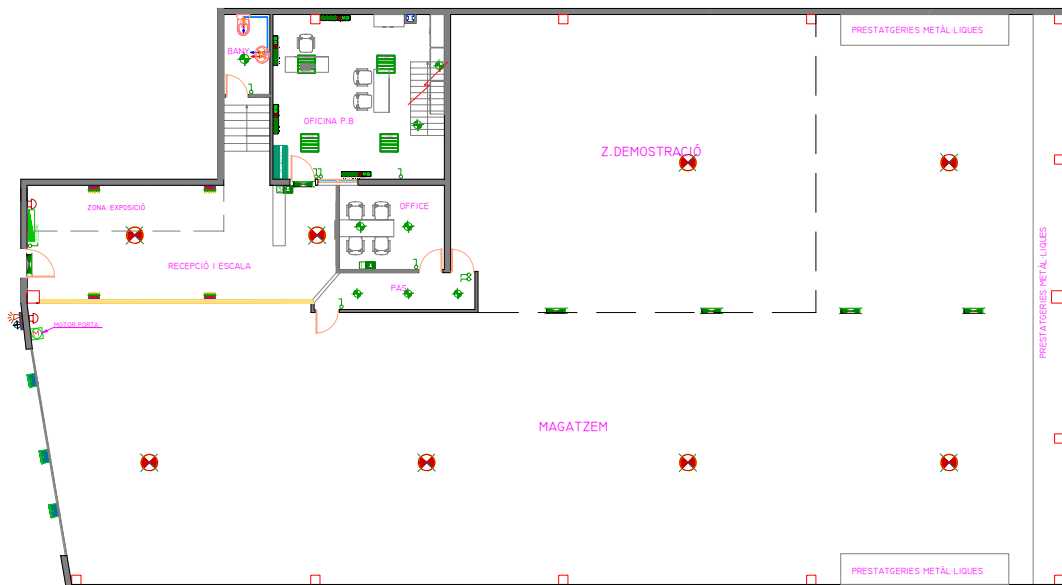 PRESTATGERIES METÀL·LIQUES
BANY
OFICINA P.B
Z.DEMOSTRACIÓ
ZONA EXPOSICIÓ
OFFICE
RECEPCIÓ I ESCALA
PAS
PRESTATGERIES METÀL·LIQUES
MOTOR PORTA
MAGATZEM
PRESTATGERIES METÀL·LIQUES